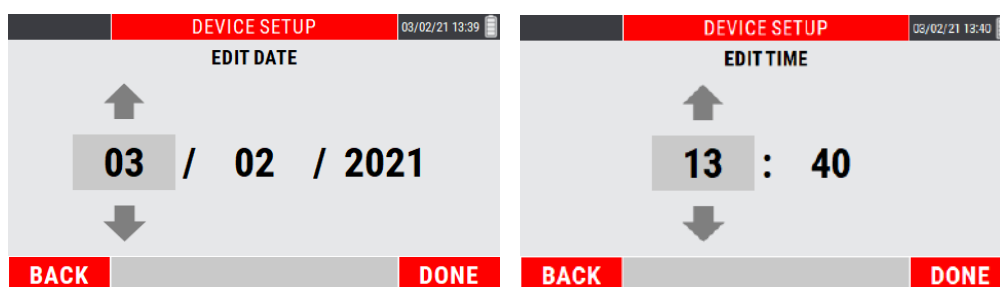 DEVICE SETUP 03/02/21 13:39
EDIT DATE
03 / 02 / 2021
BACK DONE
DEVICE SETUP 03/02/21 13:40
EDIT TIME
13 : 40
BACK DONE